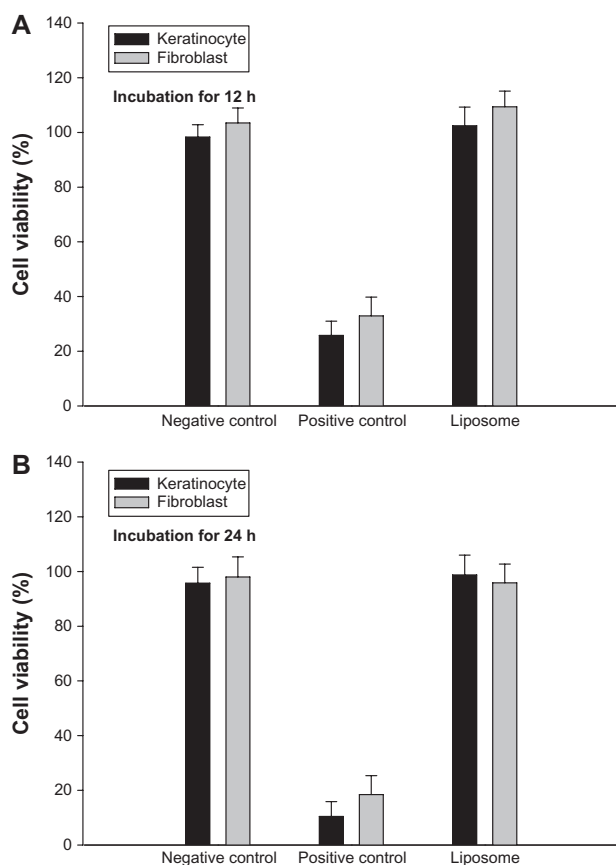 A
140
120
100
80
60
40
20
0
Cell viability (%)
Keratinocyte
Fibroblast
Incubation for 12 h
Negative control Positive control Liposome
B
140
120
100
80
60
40
20
0
Cell viability (%)
Keratinocyte
Fibroblast
Incubation for 24 h
Negative control Positive control Liposome